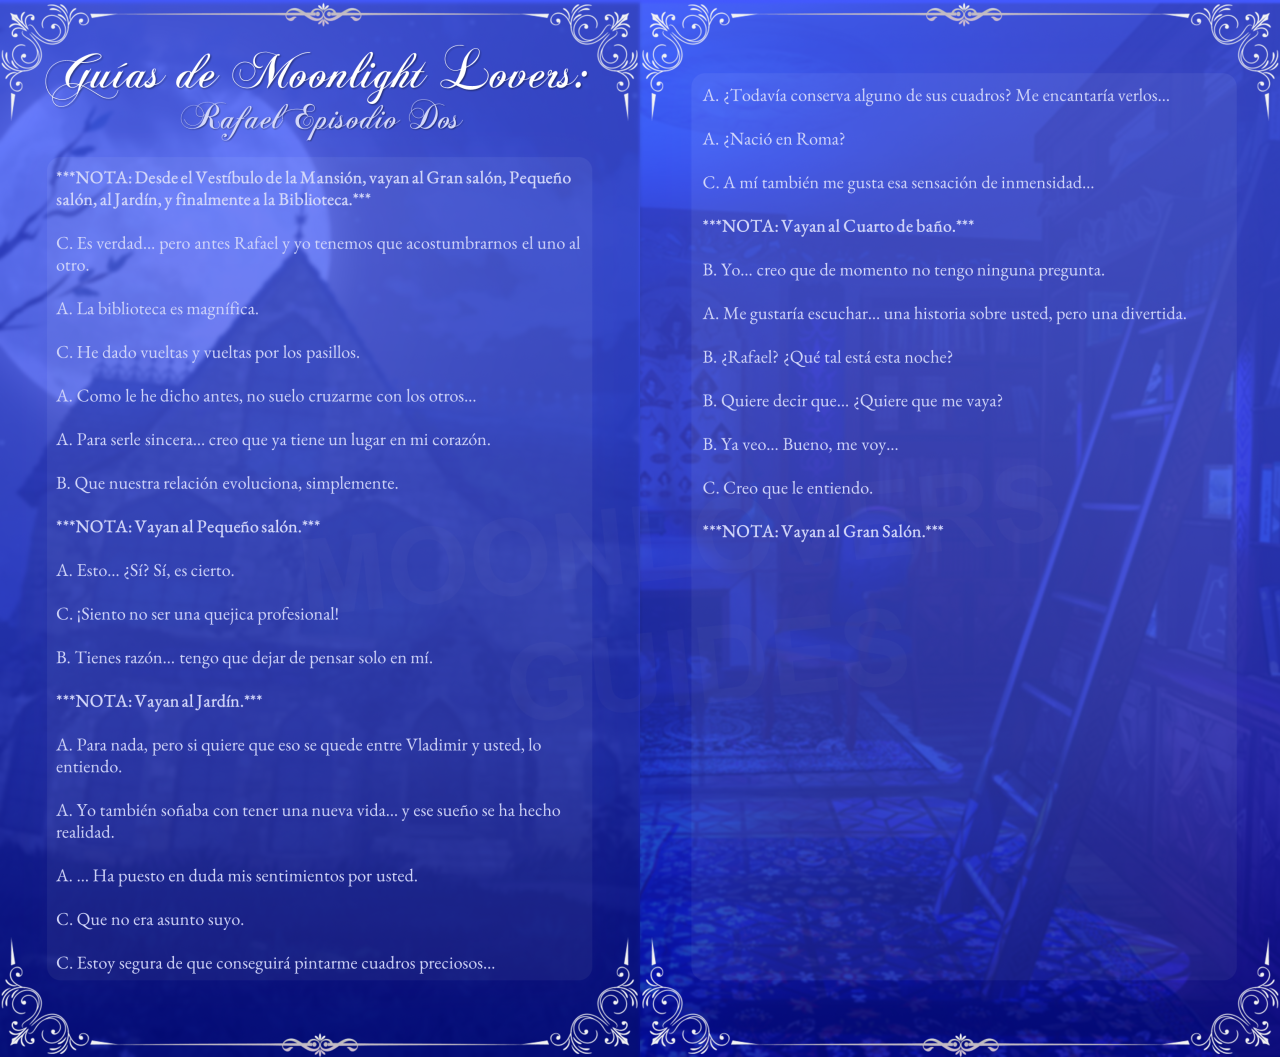 Guías de Moonlight Lovers:
Rafael Episodio Dos
***NOTA: Desde el Vestíbulo de la Mansión, vayan al Gran salón, Pequeño
salón, al Jardín, y finalmente a la Biblioteca.***
C. Es verdad... pero antes Rafael y yo tenemos que acostumbrarnos el uno al
otro.
A. La biblioteca es magnífica.
C. He dado vueltas y vueltas por los pasillos.
A. Como le he dicho antes, no suelo cruzarme con los otros...
A. Para serle sincera... creo que ya tiene un lugar en mi corazón.
B. Que nuestra relación evoluciona, simplemente.
***NOTA: Vayan al Pequeño salón.***
A. Esto... ¿Sí? Sí, es cierto.
C. ¡Siento no ser una quejica profesional!
B. Tienes razón... tengo que dejar de pensar solo en mí.
***NOTA: Vayan al Jardín.***
A. Para nada, pero si quiere que eso se quede entre Vladimir y usted, lo
entiendo.
A. Yo también soñaba con tener una nueva vida... y ese sueño se ha hecho
realidad.
A. ... Ha puesto en duda mis sentimientos por usted.
C. Que no era asunto suyo.
C. Estoy segura de que conseguirá pintarme cuadros preciosos...
A. ¿Todavía conserva alguno de sus cuadros? Me encantaría verlos...
A. ¿Nació en Roma?
C. A mí también me gusta esa sensación de inmensidad...
***NOTA: Vayan al Cuarto de baño.***
B. Yo... creo que de momento no tengo ninguna pregunta.
A. Me gustaría escuchar... una historia sobre usted, pero una divertida.
B. ¿Rafael? ¿Qué tal está esta noche?
B. Quiere decir que... ¿Quiere que me vaya?
B. Ya veo... Bueno, me voy...
C. Creo que le entiendo.
***NOTA: Vayan al Gran Salón.***
GUIDES